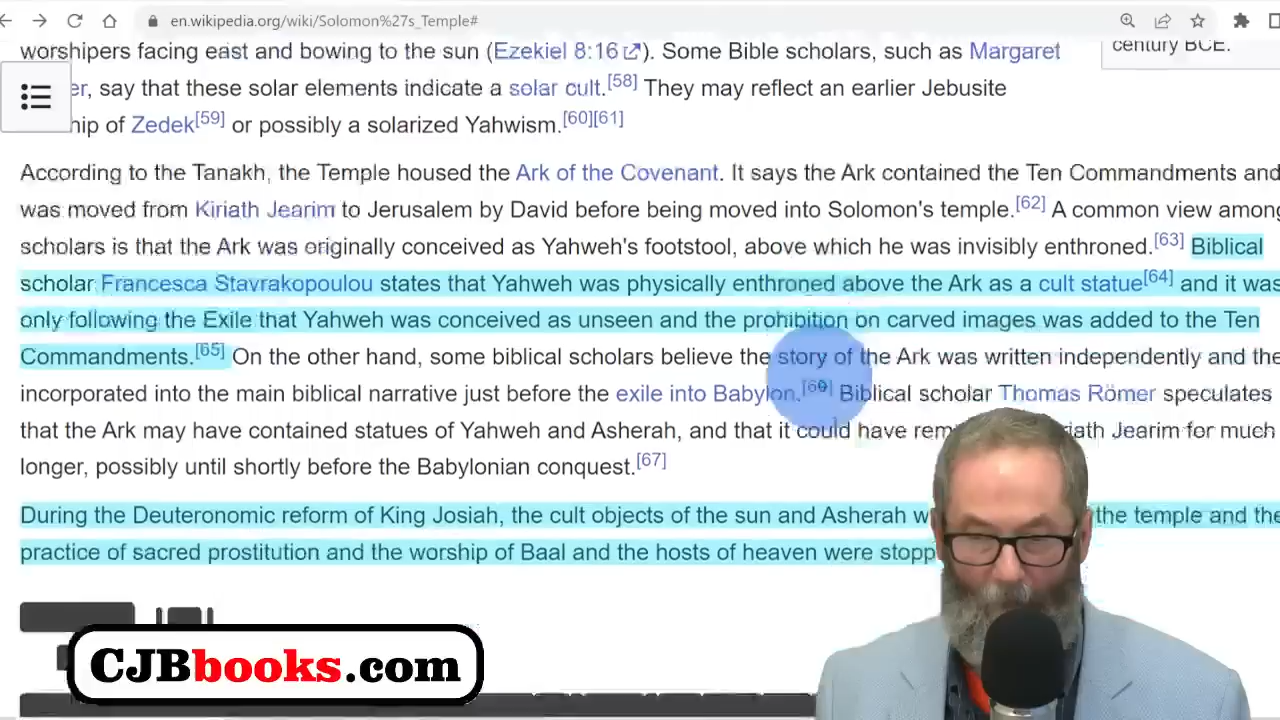 en.wikipedia.org/wiki/Solomon%27s_Temple#
worshipers facing east and bowing to the sun (Ezekiel 8:16). Some Bible scholars, such as Margaret
century BCE.
er, say that these solar elements indicate a solar cult.[58] They may reflect an earlier Jebusite
hip of Zedek[59] or possibly a solarized Yahwism.[60][61]
According to the Tanakh, the Temple housed the Ark of the Covenant. It says the Ark contained the Ten Commandments and
was moved from Kiriath Jearim to Jerusalem by David before being moved into Solomon's temple.[62] A common view among
scholars is that the Ark was originally conceived as Yahweh's footstool, above which he was invisibly enthroned.[63] Biblical
scholar Francesca Stavrakopoulou states that Yahweh was physically enthroned above the Ark as a cult statue[64] and it was
only following the Exile that Yahweh was conceived as unseen and the prohibition on carved images was added to the Ten
Commandments.[65] On the other hand, some biblical scholars believe the story of the Ark was written independently and the
incorporated into the main biblical narrative just before the exile into Babylon. Biblical scholar Thomas Römer speculates
that the Ark may have contained statues of Yahweh and Asherah, and that it could have rem iath Jearim for much
longer, possibly until shortly before the Babylonian conquest.[67]
During the Deuteronomic reform of King Josiah, the cult objects of the sun and Asherah w the temple and the
practice of sacred prostitution and the worship of Baal and the hosts of heaven were stopp
CJBbooks.com